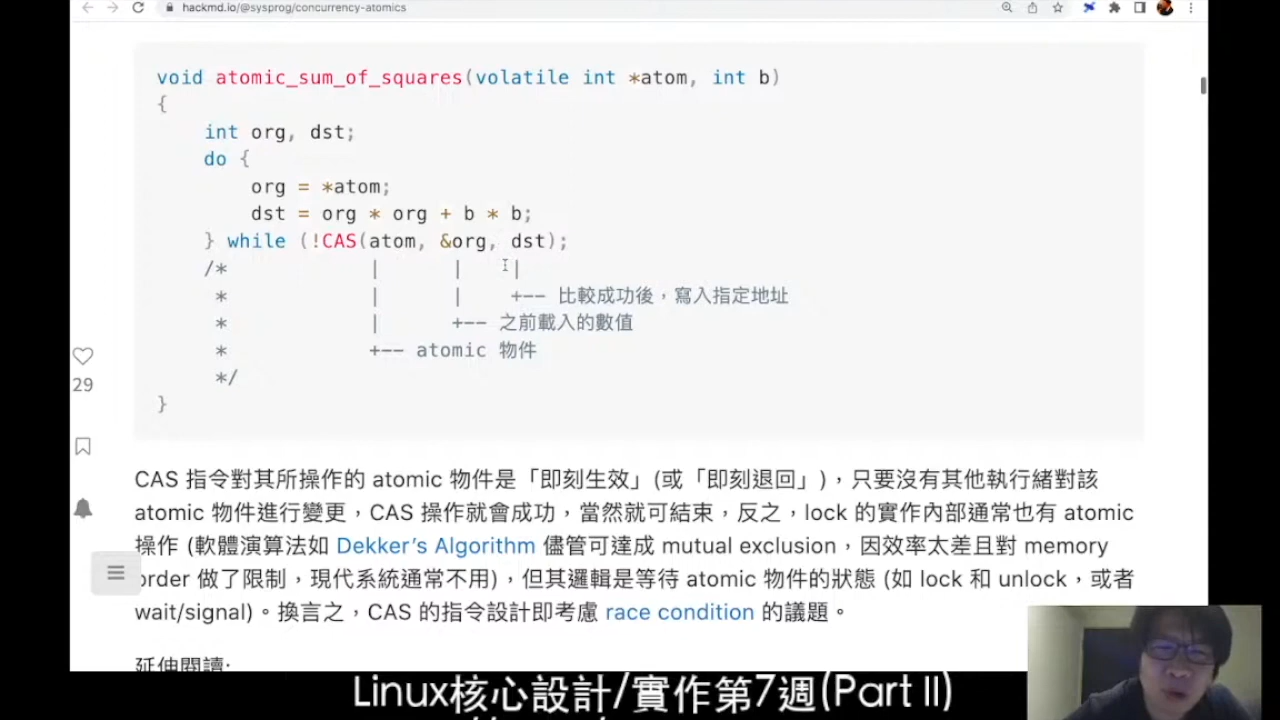 hackmd.io/@sysprog/concurrency-atomics
void atomic_sum_of_squares(volatile int *atom, int b)
{
int org, dst;
do {
org = *atom;
dst = org * org + b * b;
} while (!CAS(atom, &org, dst);
/* | | |
* | | +-- 比較成功後，寫入指定地址
* | +-- 之前載入的數值
* +-- atomic 物件
*/
}
29
CAS 指令對其所操作的 atomic 物件是「即刻生效」(或「即刻退回」)，只要沒有其他執行緒對該
atomic 物件進行變更，CAS 操作就會成功，當然就可結束，反之，lock 的實作內部通常也有 atomic
操作 (軟體演算法如 Dekker's Algorithm 儘管可達成 mutual exclusion，因效率太差且對 memory
order 做了限制，現代系統通常不用)，但其邏輯是等待 atomic 物件的狀態 (如 lock 和 unlock，或者
wait/signal)。換言之，CAS 的指令設計即考慮 race condition 的議題。
延伸閱讀:
Linux核心設計/實作第7週(Part II)